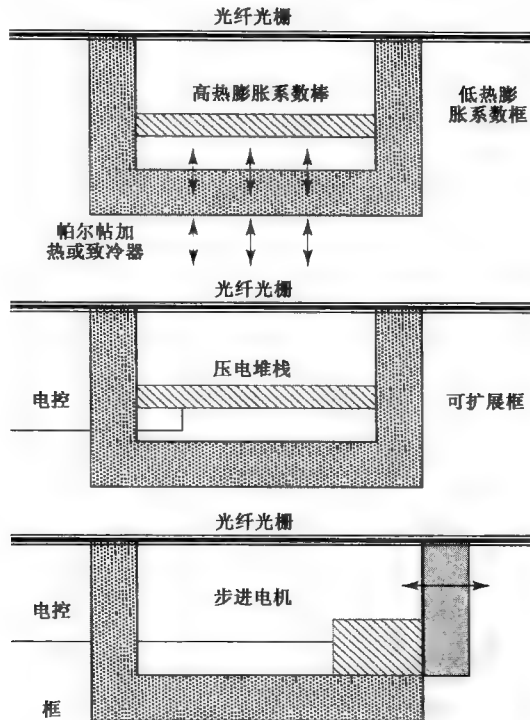 光纤光栅
高热膨胀系数棒
低热膨
胀系数框
帕尔帖加
热或致冷器
光纤光栅
压电堆栈
电控
可扩展框
光纤光栅
电控
步进电机
框